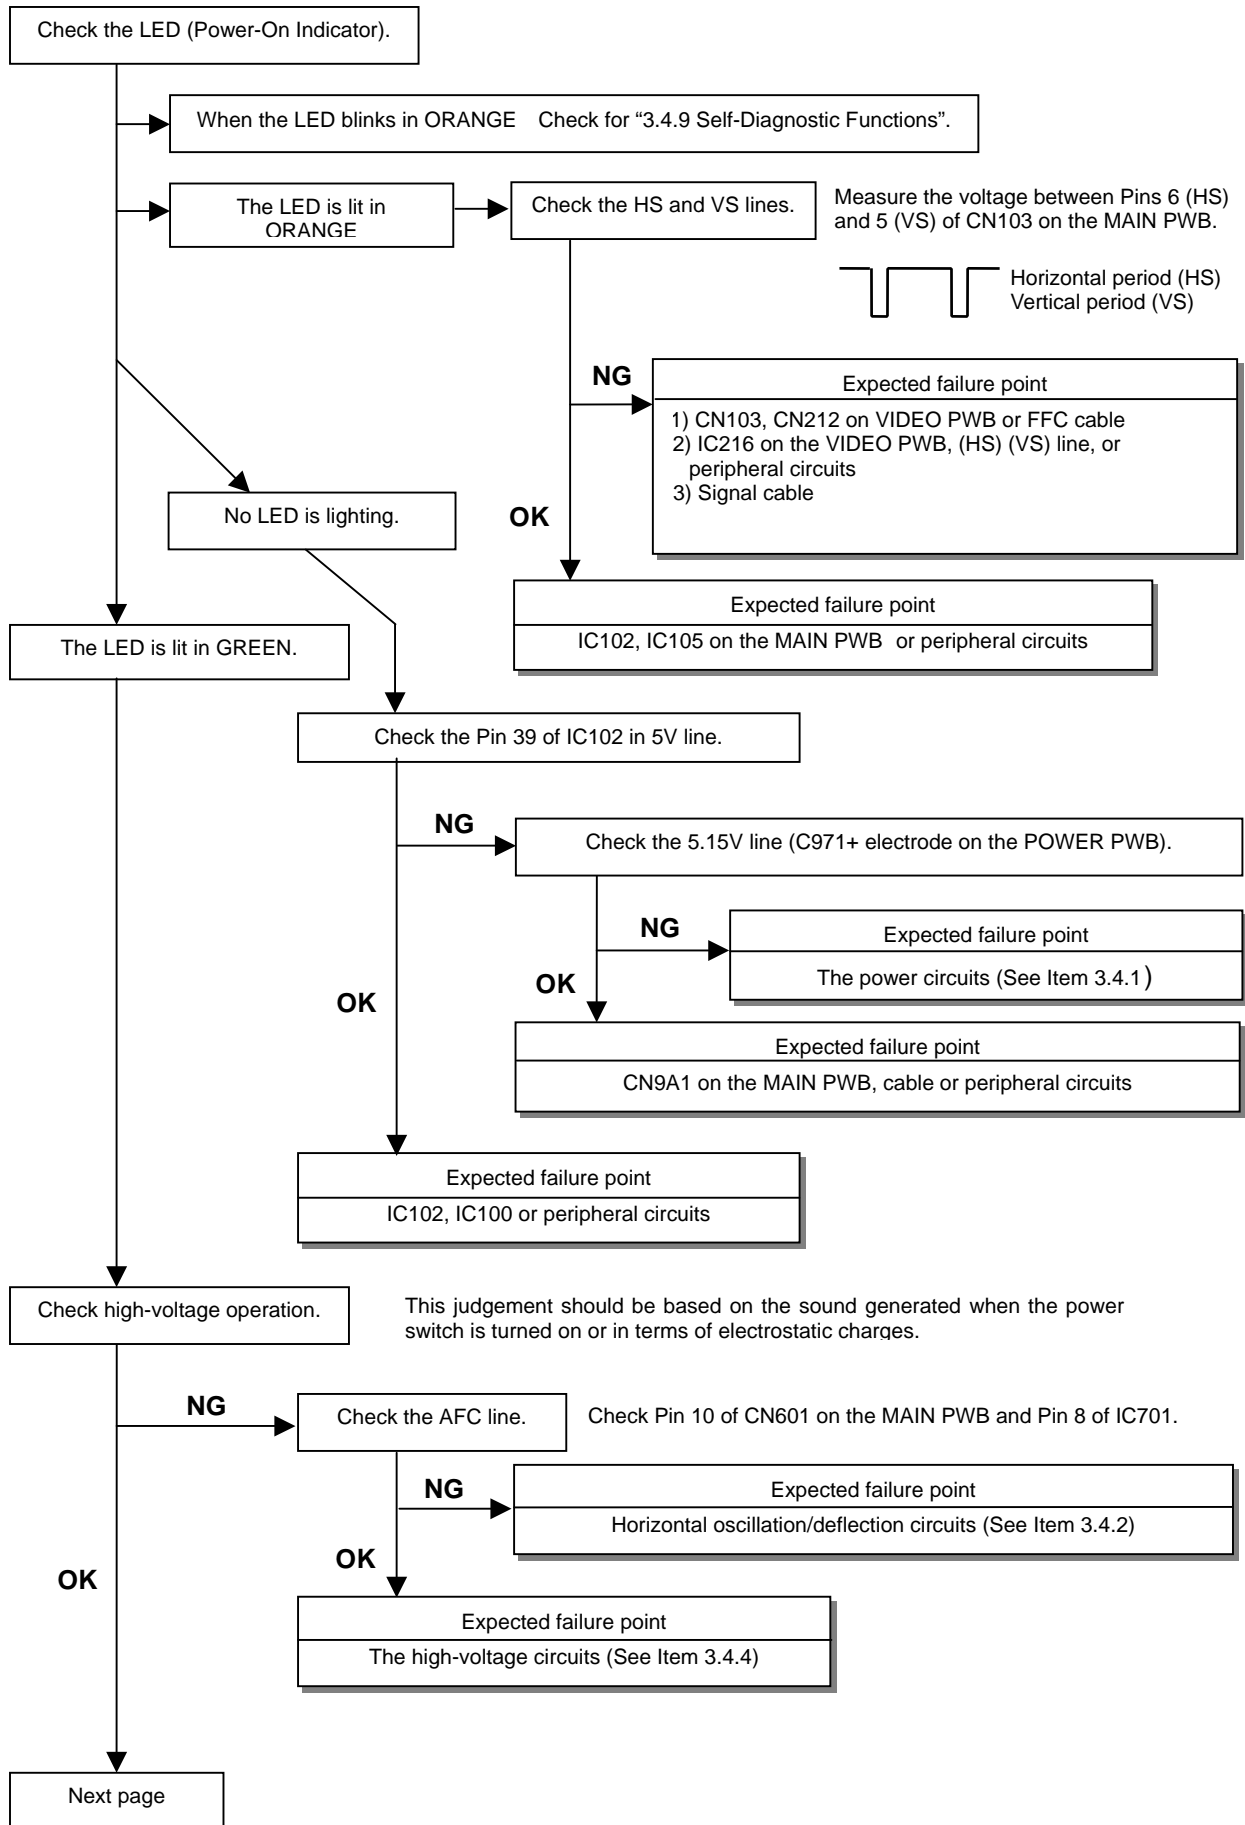 Check the LED (Power-On Indicator).
When the LED blinks in ORANGE   Check for “3.4.9 Self-Diagnostic Functions”.
The LED is lit in
ORANGE
Check the HS and VS lines.
Measure the voltage between Pins 6 (HS)
and 5 (VS) of CN103 on the MAIN PWB.
Horizontal period (HS)
Vertical period (VS)
NG
Expected failure point
1) CN103, CN212 on VIDEO PWB or FFC cable
2) IC216 on the VIDEO PWB, (HS) (VS) line, or
peripheral circuits
3) Signal cable
No LED is lighting.
OK
Expected failure point
IC102, IC105 on the MAIN PWB  or peripheral circuits
The LED is lit in GREEN.
Check the Pin 39 of IC102 in 5V line.
NG
Check the 5.15V line (C971+ electrode on the POWER PWB).
NG
Expected failure point
The power circuits (See Item 3.4.1)
OK
OK
Expected failure point
CN9A1 on the MAIN PWB, cable or peripheral circuits
Expected failure point
IC102, IC100 or peripheral circuits
Check high-voltage operation.
This judgement should be based on the sound generated when the power
switch is turned on or in terms of electrostatic charges.
NG
Check the AFC line.
Check Pin 10 of CN601 on the MAIN PWB and Pin 8 of IC701.
NG
Expected failure point
Horizontal oscillation/deflection circuits (See Item 3.4.2)
OK
OK
Expected failure point
The high-voltage circuits (See Item 3.4.4)
Next page